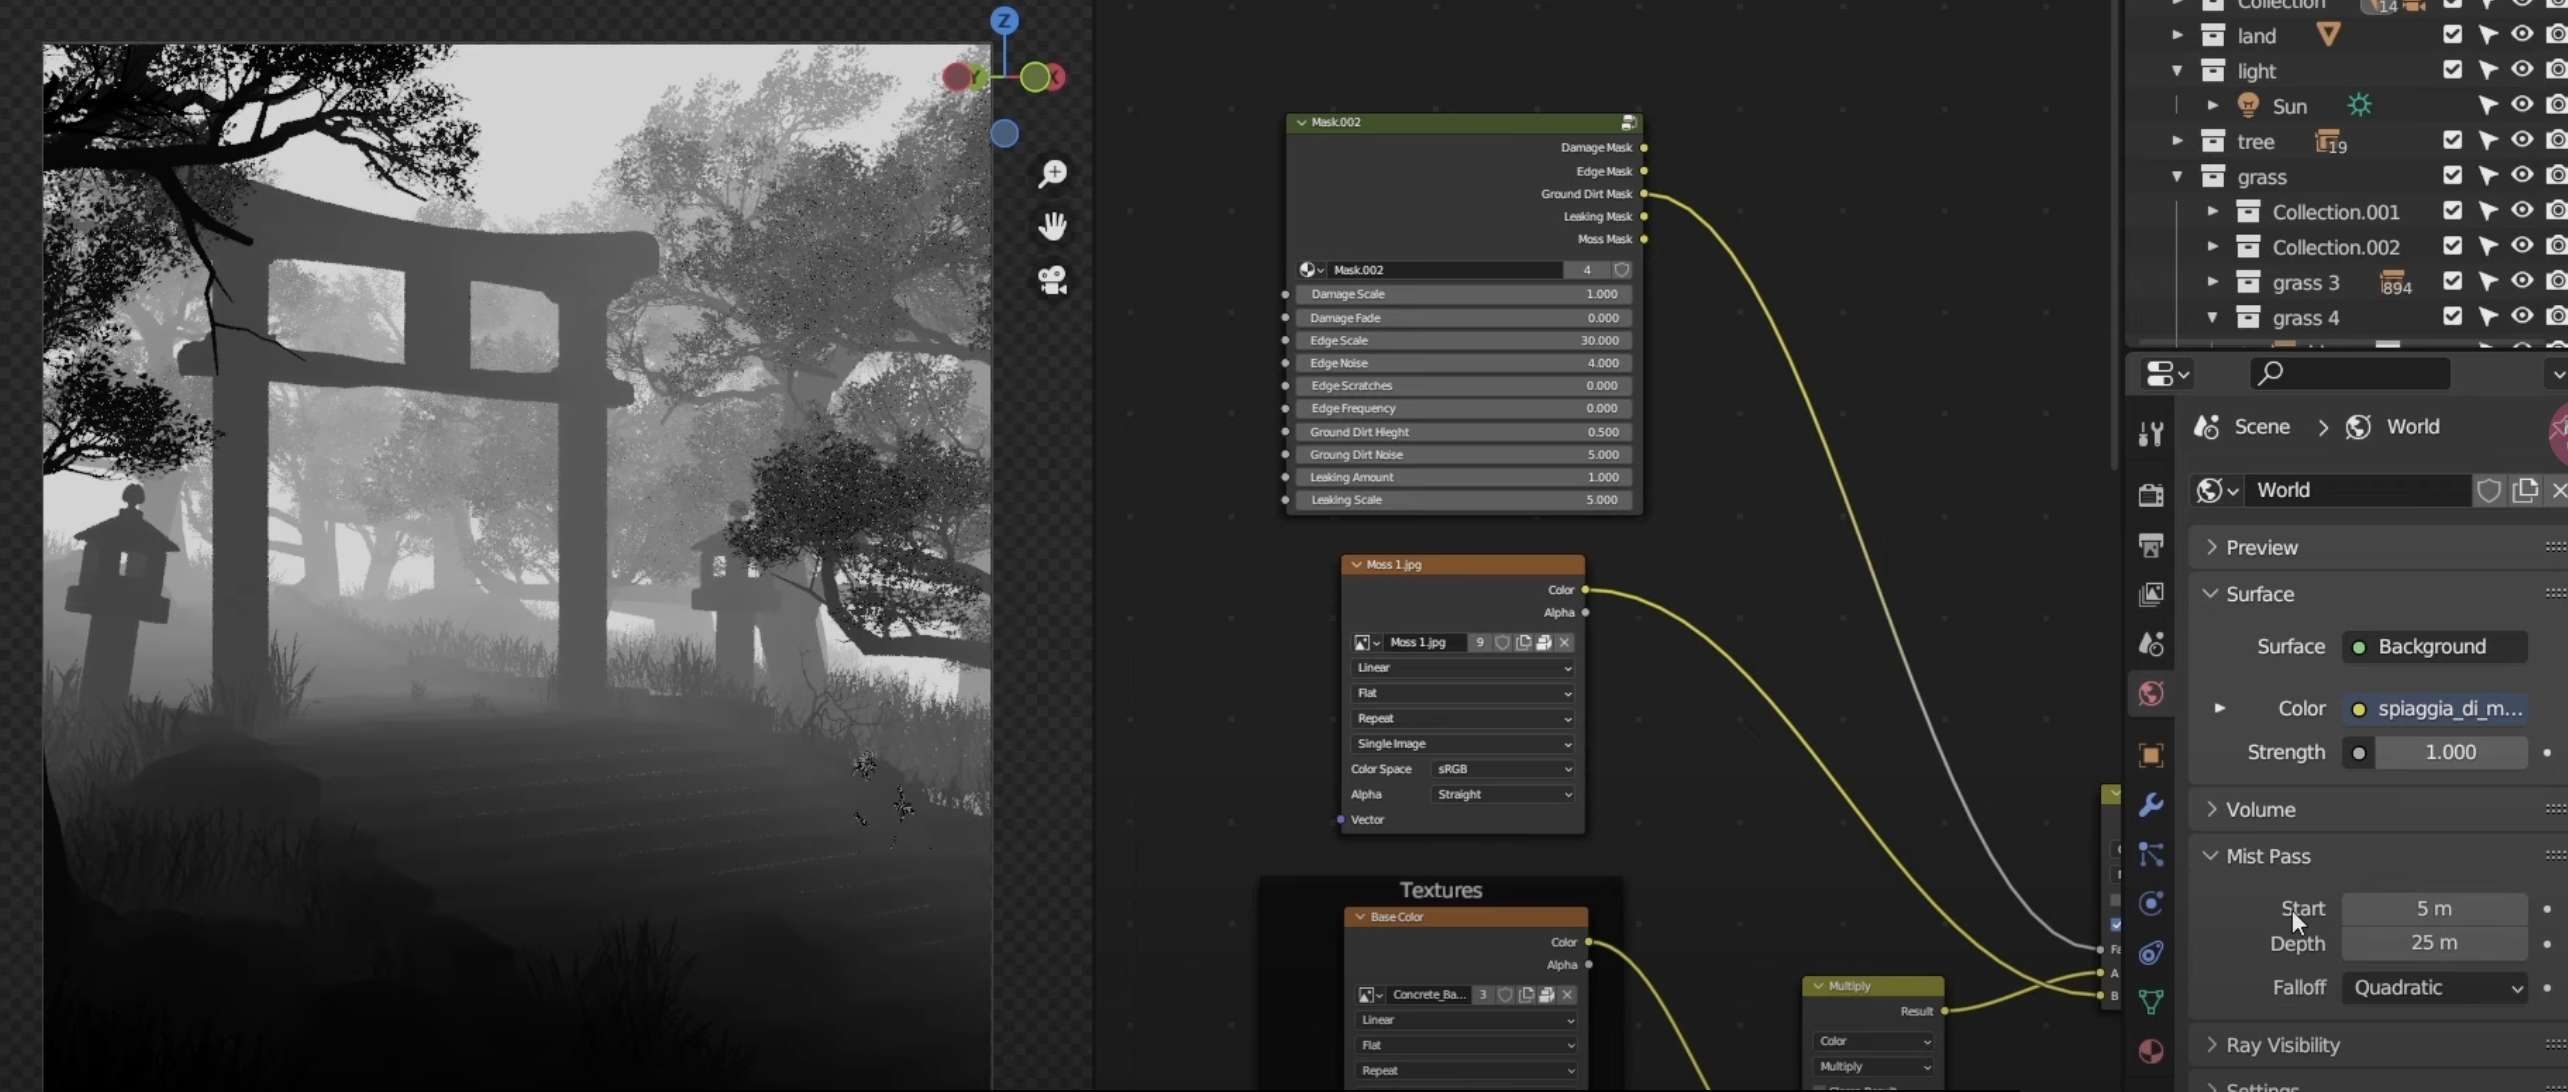 Z
Y
X
Mask.002
Damage Mask
Edge Mask
Ground Dirt Mask
Leaking Mask
Moss Mask
Mask.002 4
Damage Scale 1.000
Damage Fade 0.000
Edge Scale 30.000
Edge Noise 4.000
Edge Scratches 0.000
Edge Frequency 0.000
Ground Dirt Hieght 0.500
Groung Dirt Noise 5.000
Leaking Amount 1.000
Leaking Scale 5.000
Moss 1.jpg
Color
Alpha
Moss 1.jpg 9
Linear
Flat
Repeat
Single Image
Color Space sRGB
Alpha Straight
Vector
Textures
Base Color
Color
Alpha
Concrete_Ba... 3
Linear
Flat
Repeat
Multiply
Result
Color
Multiply
Fa
A
B
Collection 14
land
light
Sun
tree 19
grass
Collection.001
Collection.002
grass 3 894
grass 4
Scene > World
World
Preview
Surface
Surface Background
Color spiaggia_di_m...
Strength 1.000
Volume
Mist Pass
Start 5 m
Depth 25 m
Falloff Quadratic
Ray Visibility
Settings